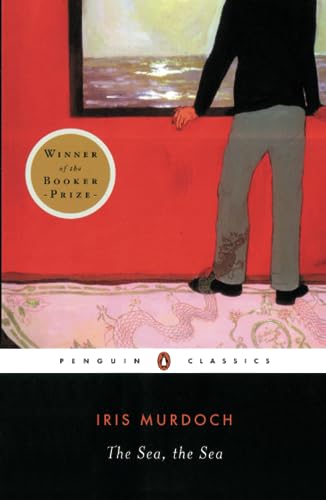 WINNER
of the
BOOKER
-PRIZE-
PENGUIN CLASSICS
IRIS MURDOCH
The Sea, the Sea